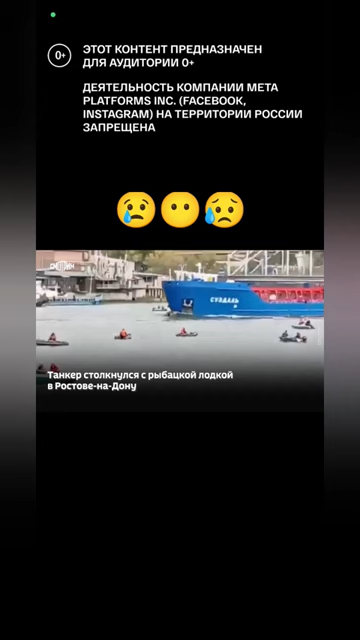 0+
ЭТОТ КОНТЕНТ ПРЕДНАЗНАЧЕН
ДЛЯ АУДИТОРИИ 0+
ДЕЯТЕЛЬНОСТЬ КОМПАНИИ META
PLATFORMS INC. (FACEBOOK,
INSTAGRAM) НА ТЕРРИТОРИИ РОССИИ
ЗАПРЕЩЕНА
СУЗДАЛЬ
Танкер столкнулся с рыбацкой лодкой
в Ростове-на-Дону